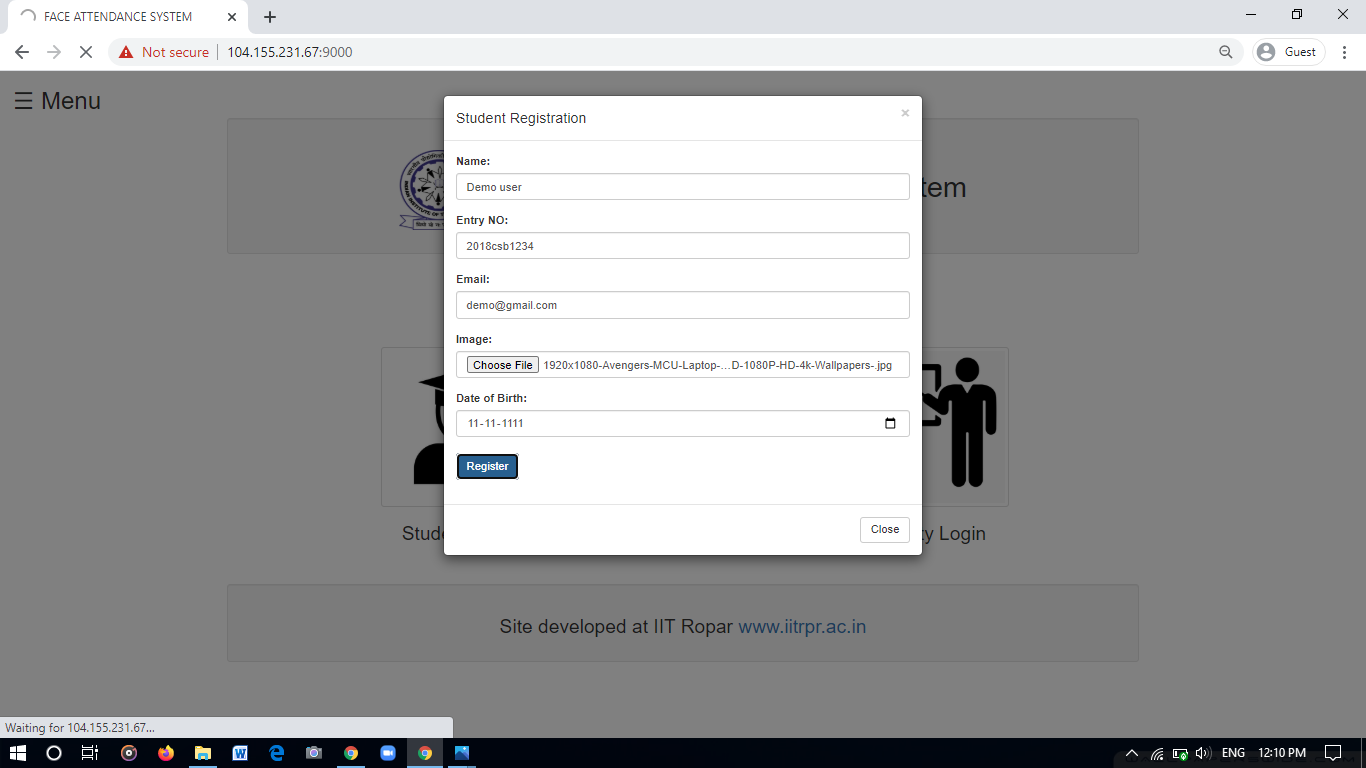 FACE ATTENDANCE SYSTEM
Not secure
104.155.231.67:9000
Guest
☰ Menu
tem
Student Registration
×
Name:
Demo user
Entry NO:
2018csb1234
Email:
demo@gmail.com
Image:
Choose File 1920x1080-Avengers-MCU-Laptop-...D-1080P-HD-4k-Wallpapers-.jpg
Date of Birth:
11-11-1111
Register
Close
Stude
y Login
Site developed at IIT Ropar www.iitrpr.ac.in
Waiting for 104.155.231.67...
ENG 12:10 PM